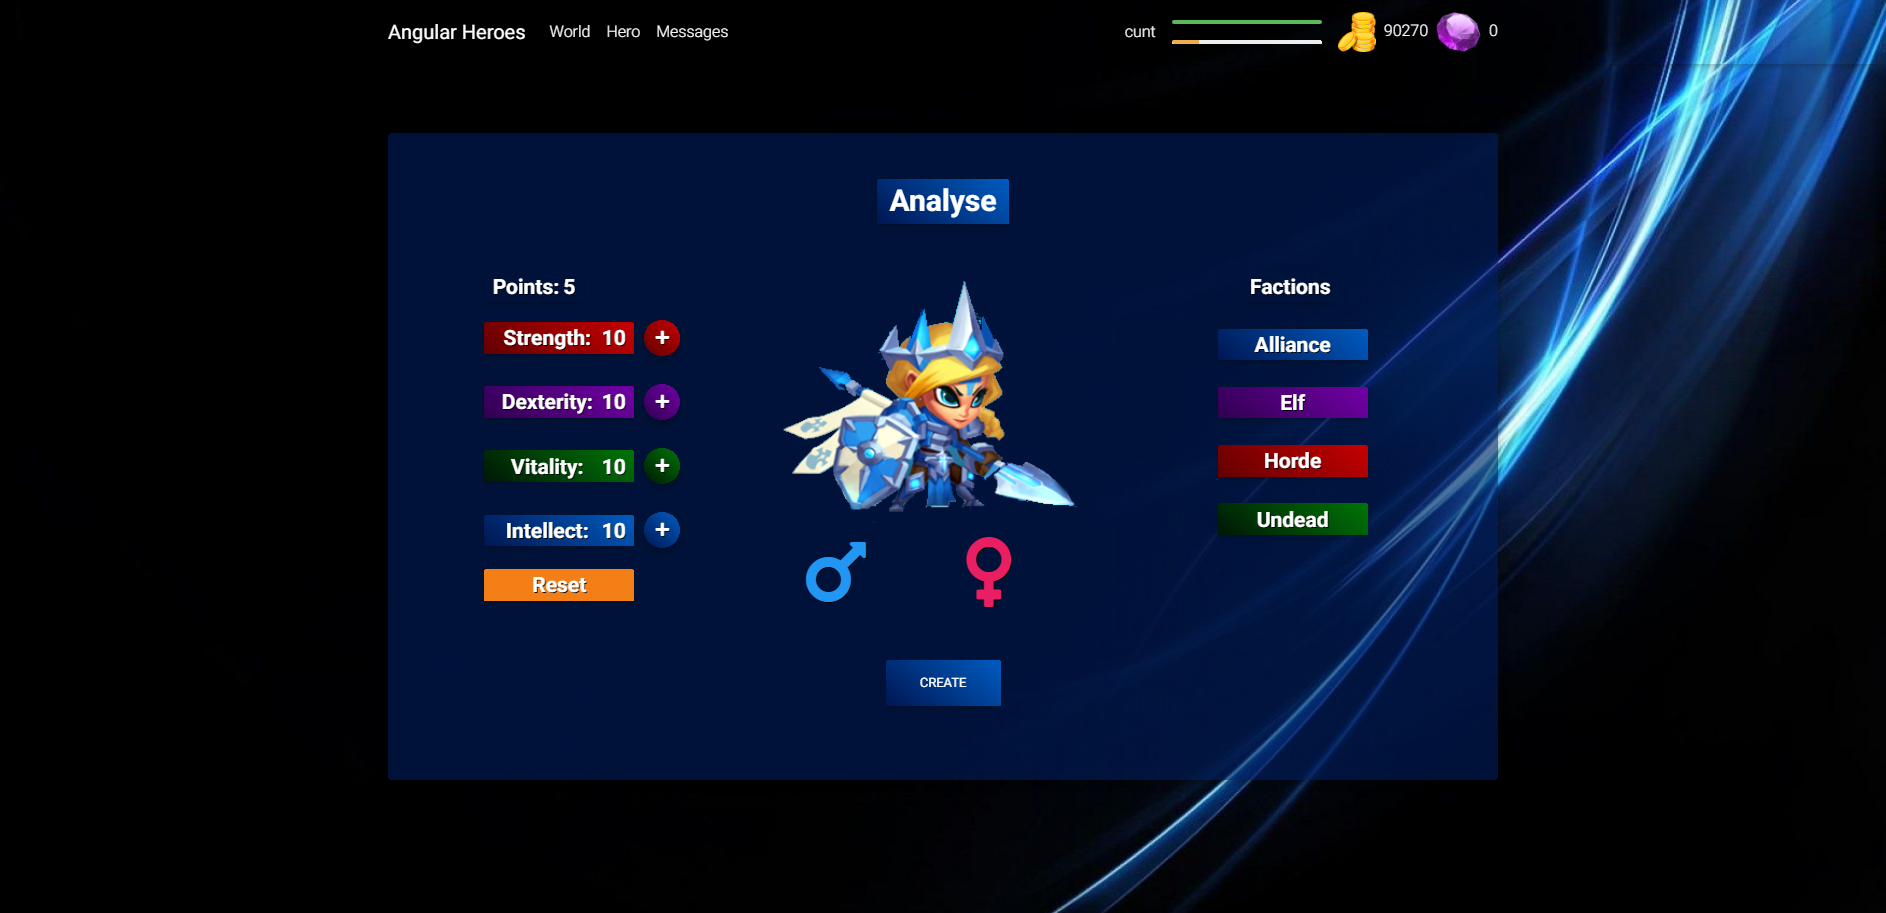 Angular Heroes World Hero Messages cunt 90270 0
Analyse
Points: 5
Strength: 10 +
Dexterity: 10 +
Vitality: 10 +
Intellect: 10 +
Reset
Factions
Alliance
Elf
Horde
Undead
CREATE